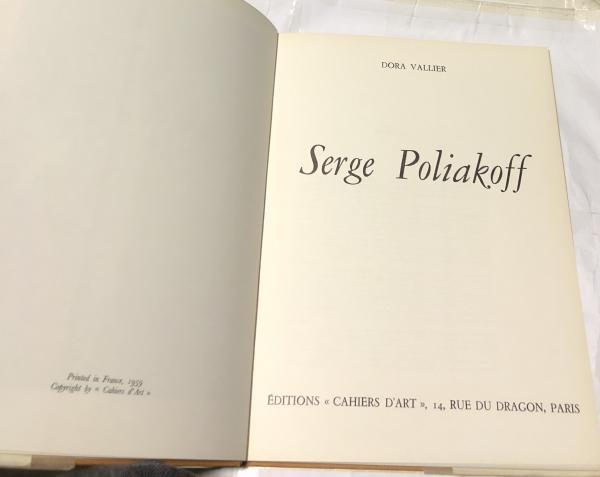 Printed in France, 1959
Copyright by « Cahiers d'Art »
DORA VALLIER
Serge Poliakoff
ÉDITIONS « CAHIERS D'ART », 14, RUE DU DRAGON, PARIS